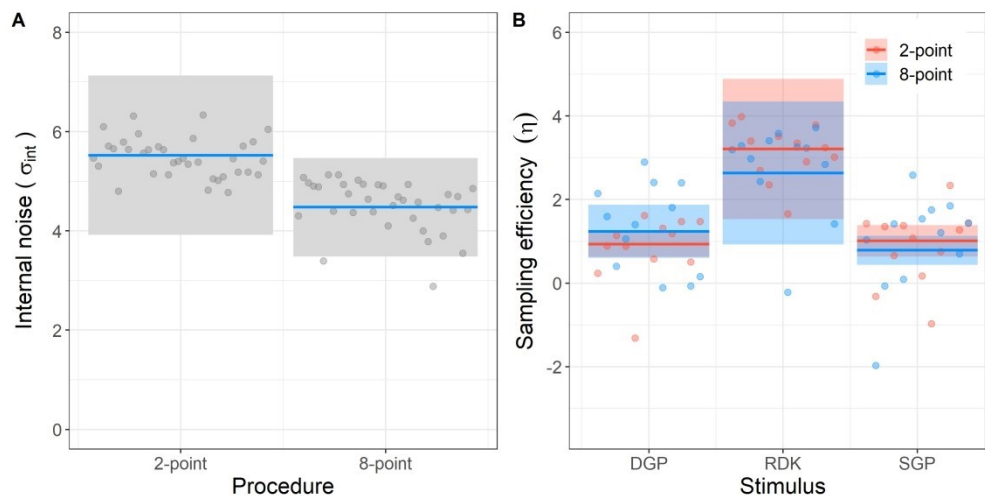 A
8
6
4
2
0
Internal noise ( σint)
2-point
8-point
Procedure
B
6
4
2
0
-2
Sampling efficiency (η)
2-point
8-point
DGP
RDK
SGP
Stimulus